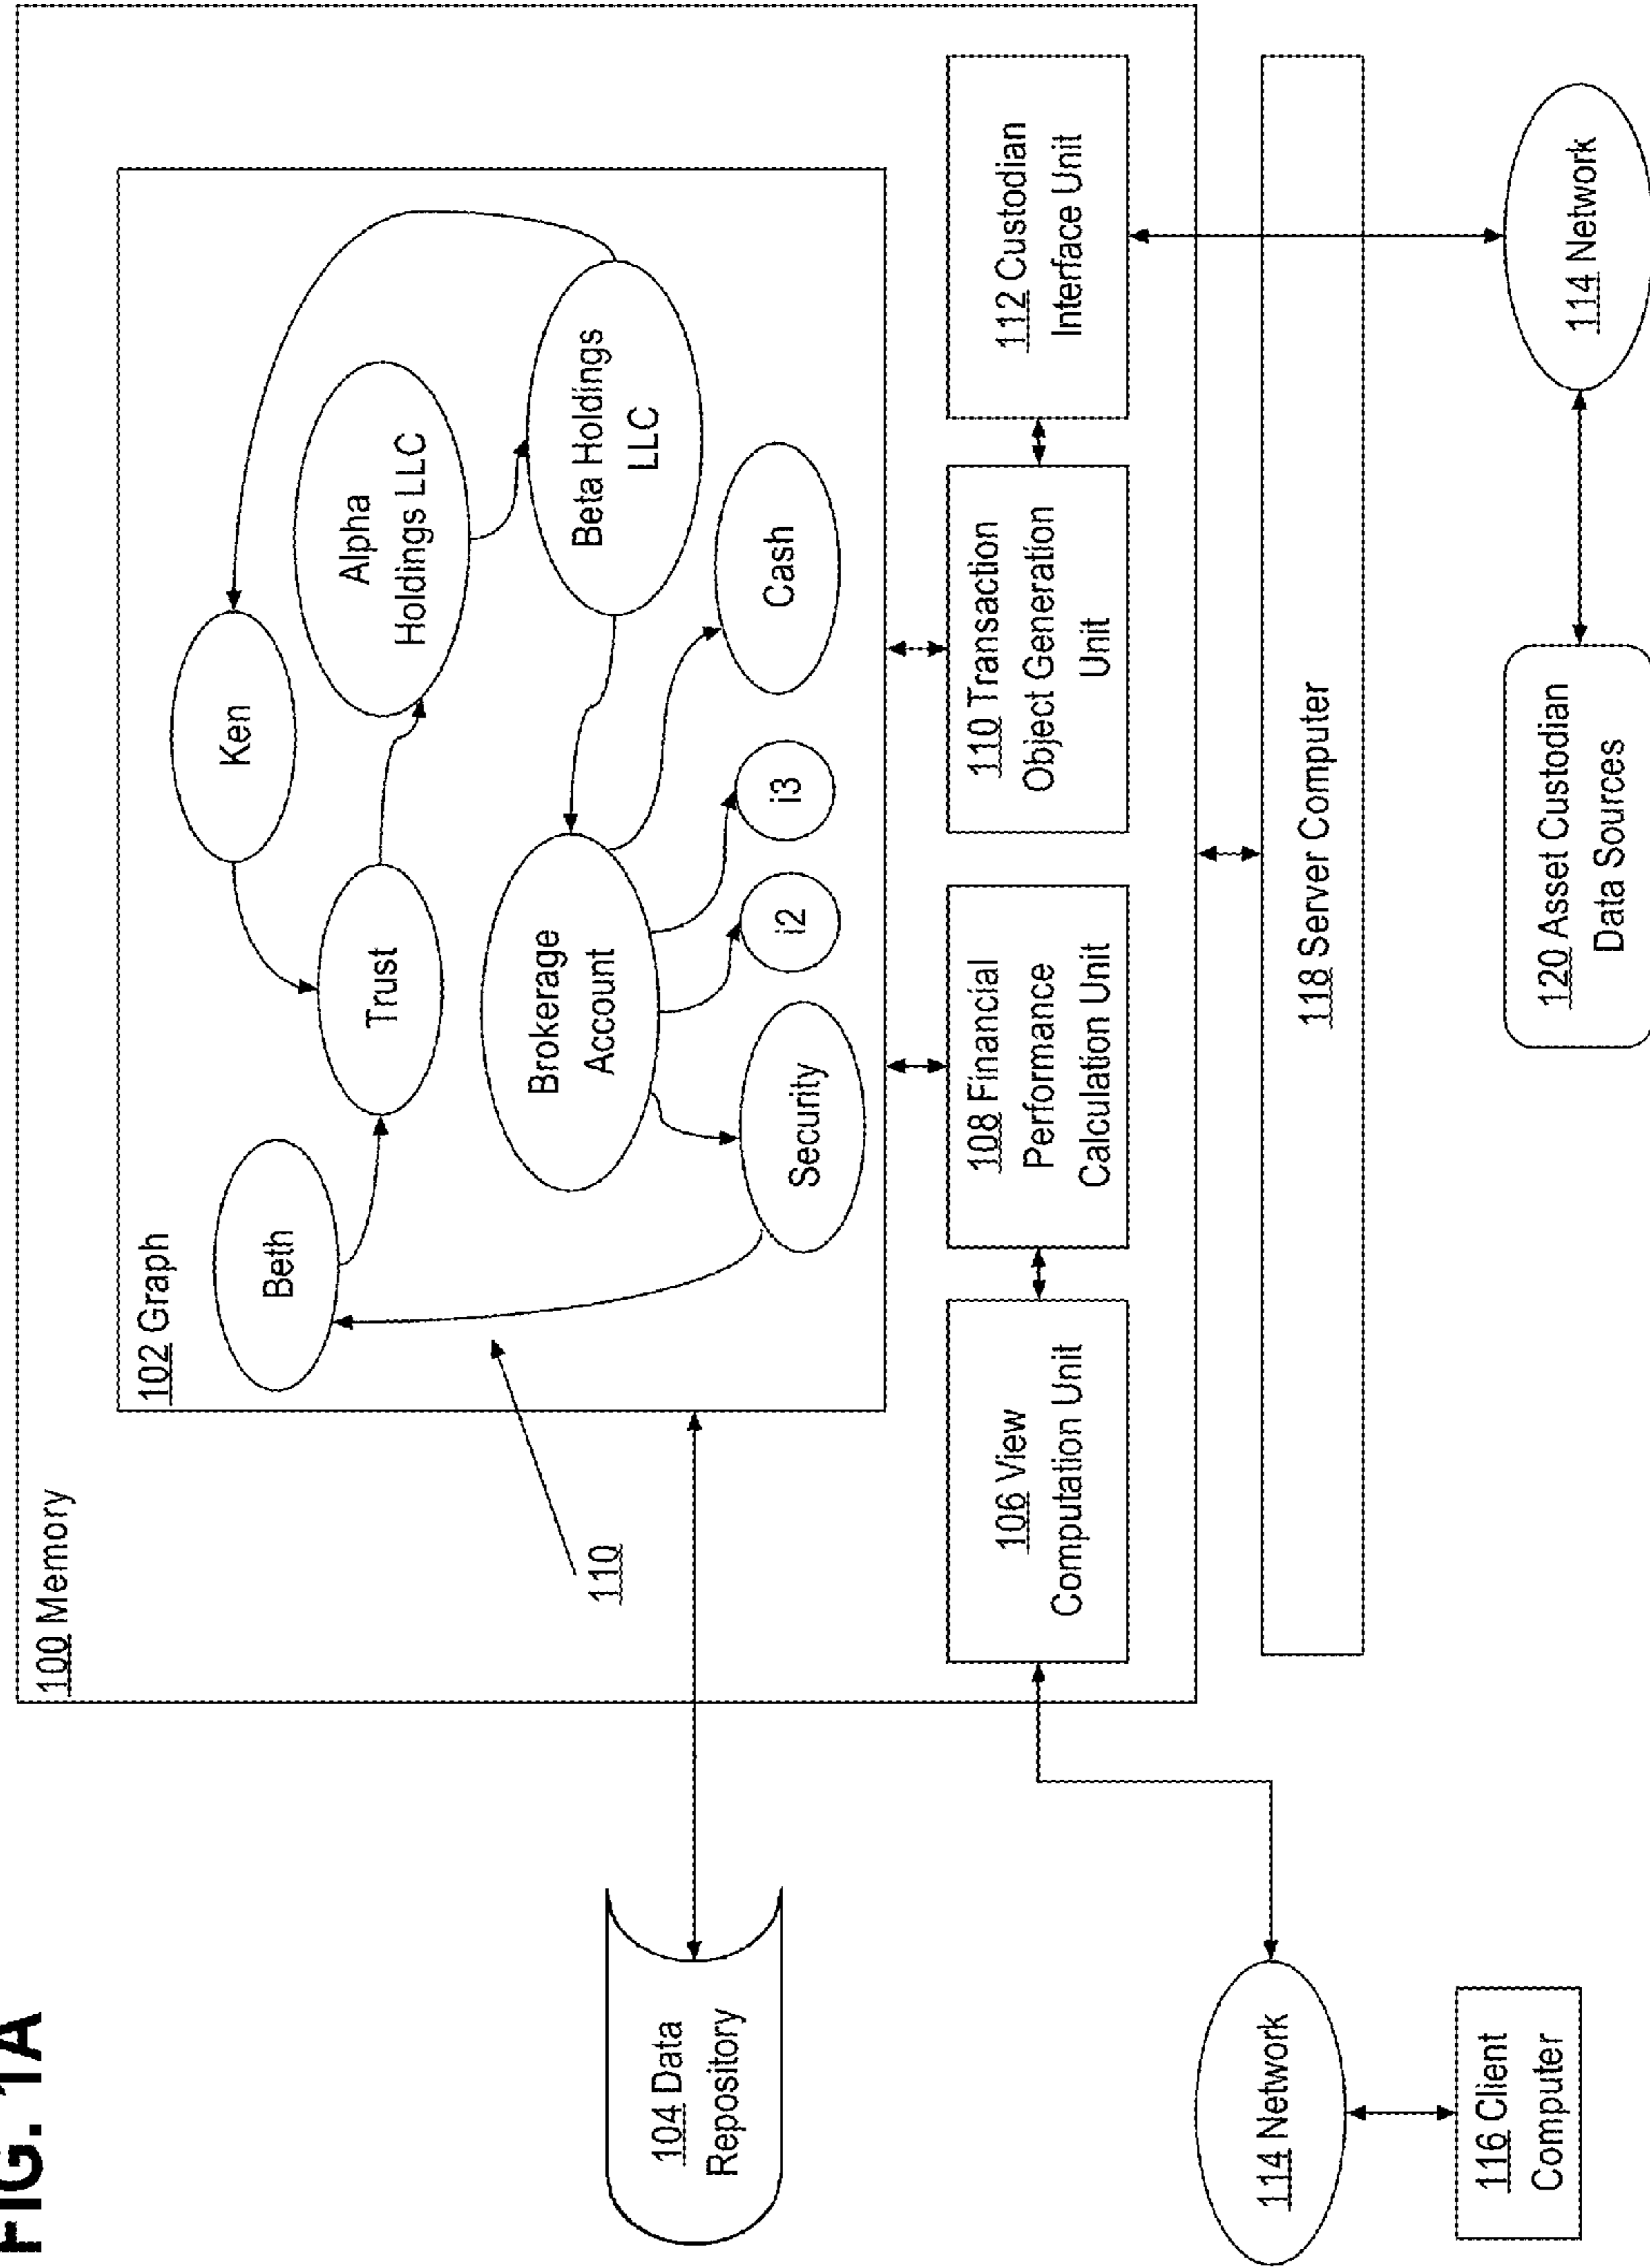 FIG. 1A
100 Memory
102 Graph
Beth
Ken
Trust
Alpha
Holdings LLC
Brokerage
Account
Beta Holdings
LLC
Security
i2
i3
Cash
110
104 Data
Repository
106 View
Computation Unit
108 Financial
Performance
Calculation Unit
110 Transaction
Object Generation
Unit
112 Custodian
Interface Unit
118 Server Computer
114 Network
116 Client
Computer
120 Asset Custodian
Data Sources
114 Network